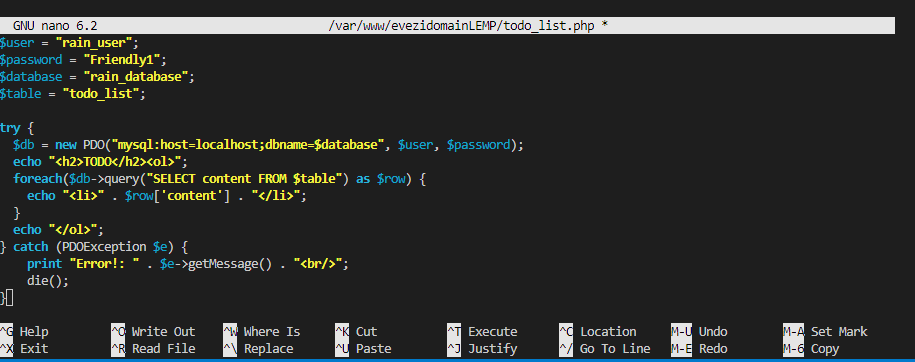 GNU nano 6.2 /var/www/evezidomainLEMP/todo_list.php *
$user = "rain_user";
$password = "Friendly1";
$database = "rain_database";
$table = "todo_list";

try {
  $db = new PDO("mysql:host=localhost;dbname=$database", $user, $password);
  echo "<h2>TODO</h2><ol>";
  foreach($db->query("SELECT content FROM $table") as $row) {
    echo "<li>" . $row['content'] . "</li>";
  }
  echo "</ol>";
} catch (PDOException $e) {
    print "Error!: " . $e->getMessage() . "<br/>";
    die();
}
^G Help ^O Write Out ^W Where Is ^K Cut ^T Execute ^C Location M-U Undo M-A Set Mark
^X Exit ^R Read File ^\ Replace ^U Paste ^J Justify ^/ Go To Line M-E Redo M-6 Copy